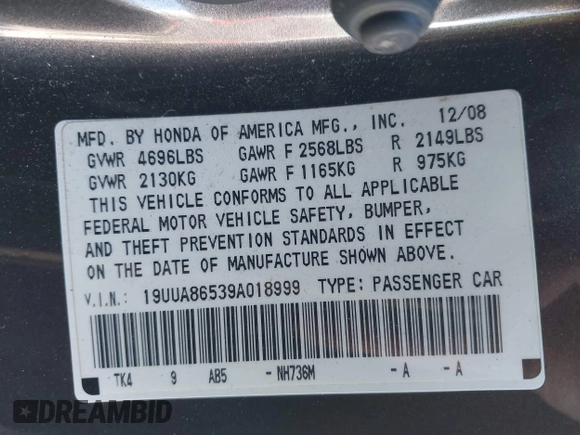 MFD. BY HONDA OF AMERICA MFG., INC. 12/08
GVWR 4696LBS GAWR F 2568LBS R 2149LBS
GVWR 2130KG GAWR F 1165KG R 975KG
THIS VEHICLE CONFORMS TO ALL APPLICABLE
FEDERAL MOTOR VEHICLE SAFETY, BUMPER,
AND THEFT PREVENTION STANDARDS IN EFFECT
ON THE DATE OF MANUFACTURE SHOWN ABOVE.
V.I.N: 19UUA86539A018999 TYPE: PASSENGER CAR
TK4 9 AB5 -NH736M -A -A
DREAMBID